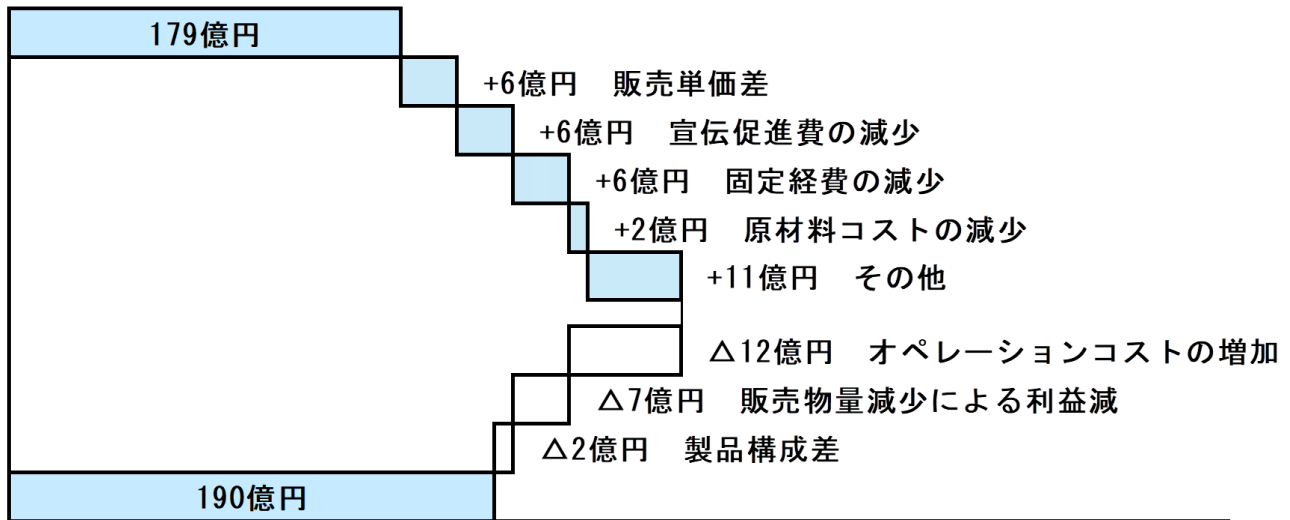 179億円
+6億円　販売単価差
+6億円　宣伝促進費の減少
+6億円　固定経費の減少
+2億円　原材料コストの減少
+11億円　その他
△12億円　オペレーションコストの増加
△7億円　販売物量減少による利益減
△2億円　製品構成差
190億円